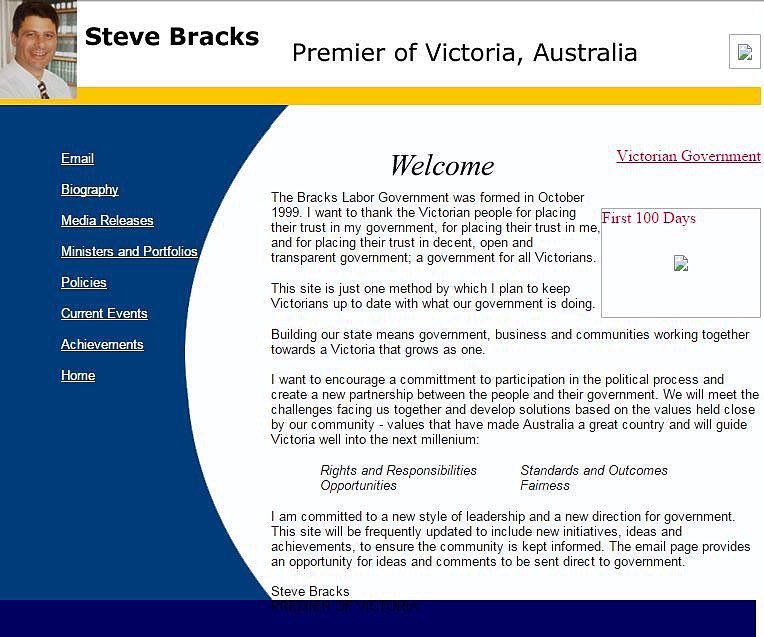 Steve Bracks
Premier of Victoria, Australia
Email
Biography
Media Releases
Ministers and Portfolios
Policies
Current Events
Achievements
Home
Welcome
Victorian Government
First 100 Days
The Bracks Labor Government was formed in October
1999. I want to thank the Victorian people for placing
their trust in my government, for placing their trust in me,
and for placing their trust in decent, open and
transparent government; a government for all Victorians.
This site is just one method by which I plan to keep
Victorians up to date with what our government is doing.
Building our state means government, business and communities working together
towards a Victoria that grows as one.
I want to encourage a committment to participation in the political process and
create a new partnership between the people and their government. We will meet the
challenges facing us together and develop solutions based on the values held close
by our community - values that have made Australia a great country and will guide
Victoria well into the next millenium:
Rights and Responsibilities Standards and Outcomes
Opportunities Fairness
I am committed to a new style of leadership and a new direction for government.
This site will be frequently updated to include new initiatives, ideas and
achievements, to ensure the community is kept informed. The email page provides
an opportunity for ideas and comments to be sent direct to government.
Steve Bracks
PREMIER OF VICTORIA